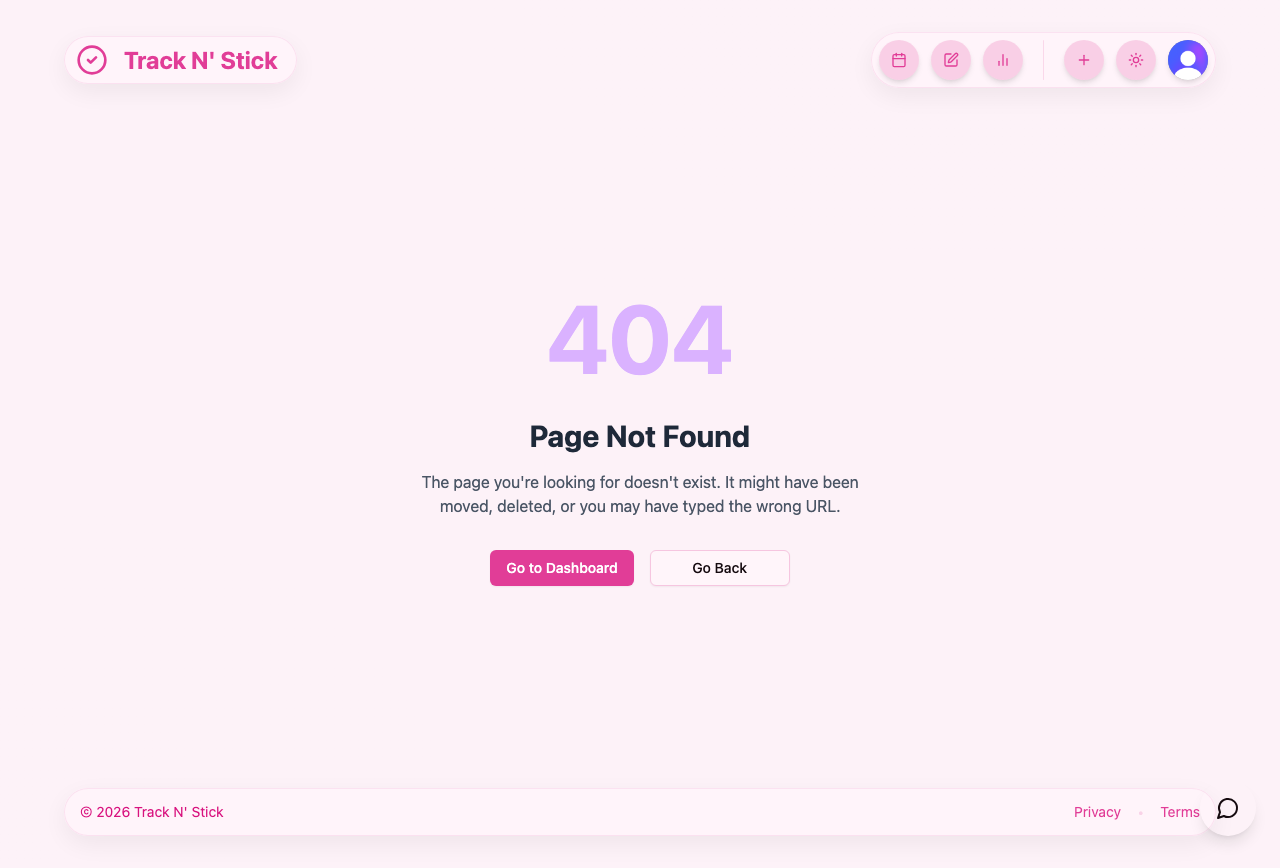 Track N' Stick
404
Page Not Found
The page you're looking for doesn't exist. It might have been
moved, deleted, or you may have typed the wrong URL.
Go to Dashboard
Go Back
© 2026 Track N' Stick
Privacy
Terms